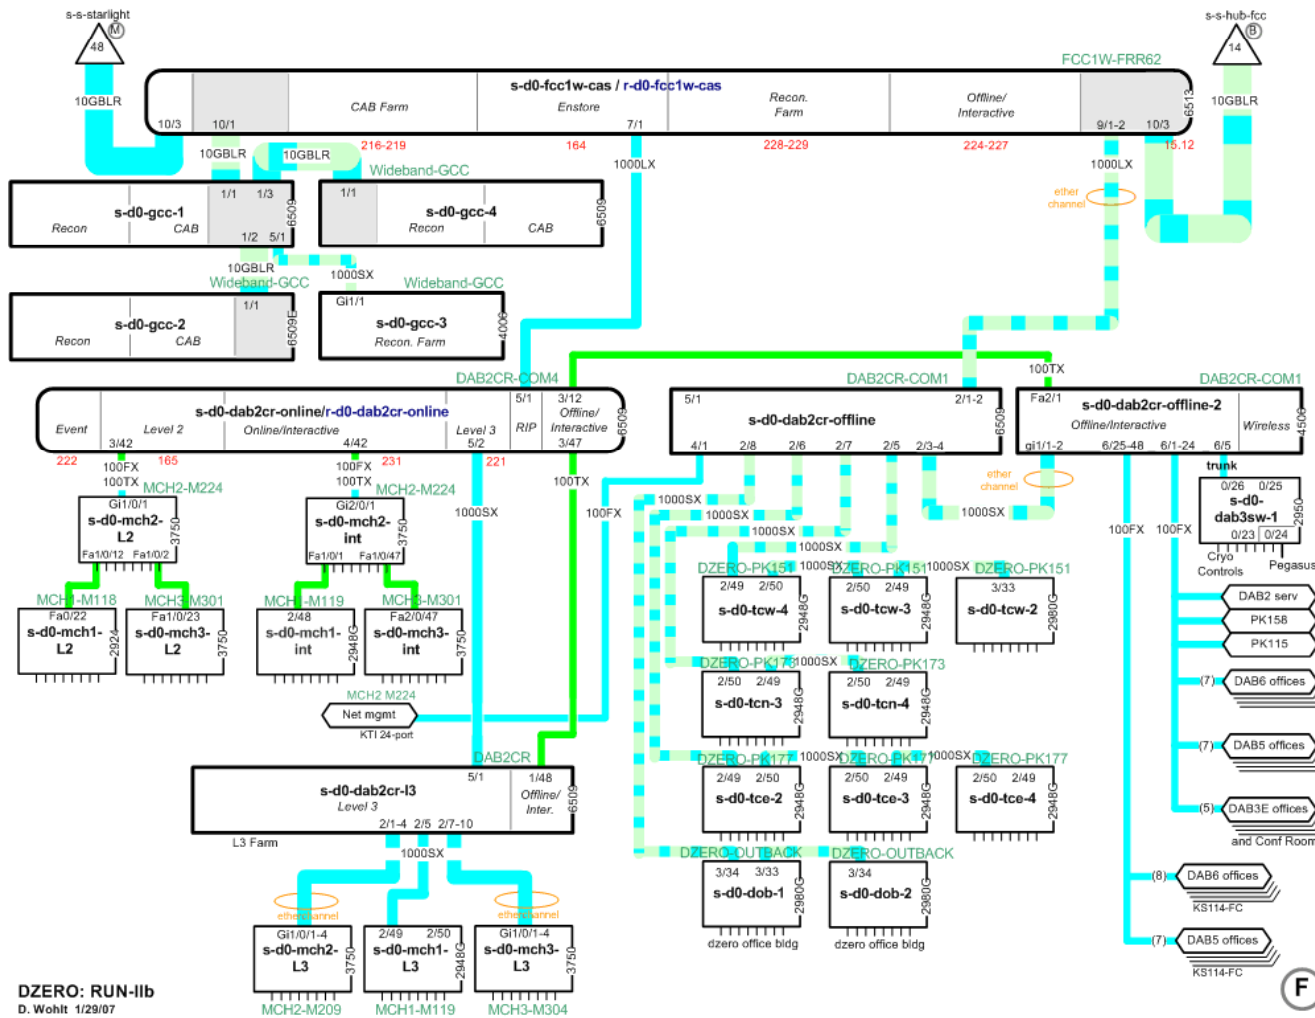 s-s-starlight
M
48
10GBLR
s-s-hub-fcc
B
14
10GBLR
FCC1W-FRR62
s-d0-fcc1w-cas / r-d0-fcc1w-cas
CAB Farm
Enstore
Recon.
Farm
Offline/
Interactive
6513
10/3
10/1
7/1
9/1-2
10/3
216-219
164
228-229
224-227
15.12
10GBLR
10GBLR
1000LX
1000LX
ether
channel
Wideband-GCC
1/1
1/3
s-d0-gcc-1
Recon
CAB
1/2
5/1
6509
1/1
s-d0-gcc-4
Recon
CAB
6509
10GBLR
1000SX
Wideband-GCC
Wideband-GCC
1/1
s-d0-gcc-2
Recon
CAB
6509E
Gi1/1
s-d0-gcc-3
Recon. Farm
4006
DAB2CR-COM4
s-d0-dab2cr-online/r-d0-dab2cr-online
Event
Level 2
Online/Interactive
Level 3
5/1
RIP
3/12
Offline/
Interactive
3/42
4/42
5/2
3/47
6509
222
165
231
221
100TX
DAB2CR-COM1
5/1
2/1-2
s-d0-dab2cr-offline
4/1
2/8
2/6
2/7
2/5
2/3-4
6509
DAB2CR-COM1
Fa2/1
s-d0-dab2cr-offline-2
Offline/Interactive
Wireless
gi1/1-2
6/25-48
6/1-24
6/5
4506
100FX
100TX
MCH2-M224
Gi1/0/1
s-d0-mch2-
L2
Fa1/0/12
Fa1/0/2
3750
100FX
100TX
MCH2-M224
Gi2/0/1
s-d0-mch2-
int
Fa1/0/1
Fa1/0/47
3750
MCH1-M118
Fa0/22
s-d0-mch1-
L2
2924
MCH3-M301
Fa1/0/23
s-d0-mch3-
L2
3750
MCH1-M119
2/48
s-d0-mch1-
int
2948G
MCH3-M301
Fa2/0/47
s-d0-mch3-
int
3750
1000SX
100TX
100FX
MCH2 M224
Net mgmt
KTI 24-port
ether
channel
1000SX
1000SX
1000SX
1000SX
1000SX
1000SX
DZERO-PK151
2/49
2/50
s-d0-tcw-4
2948G
DZERO-PK151
2/50
2/49
s-d0-tcw-3
2948G
DZERO-PK151
3/33
s-d0-tcw-2
2980G
1000SX
2/50
2/49
s-d0-tcn-3
2948G
DZERO-PK173
2/50
2/49
s-d0-tcn-4
2948G
1000SX
1000SX
DZERO-PK177
2/49
2/50
s-d0-tce-2
2948G
DZERO-PK177
2/50
2/49
s-d0-tce-3
2948G
DZERO-PK177
2/50
2/49
s-d0-tce-4
2948G
DZERO-OUTBACK
3/34
3/33
s-d0-dob-1
2980G
dzero office bldg
DZERO-OUTBACK
3/34
s-d0-dob-2
2980G
dzero office bldg
trunk
0/26
0/25
s-d0-
dab3sw-1
0/23
0/24
2950
Cryo
Controls
Pegasus
100FX
100FX
DAB2 serv
PK158
PK115
(7)
DAB6 offices
(7)
DAB5 offices
(5)
DAB3E offices
and Conf Room
(8)
DAB6 offices
KS114-FC
(7)
DAB5 offices
KS114-FC
DAB2CR
5/1
1/48
s-d0-dab2cr-l3
Level 3
Offline/
Inter.
2/1-4
2/5
2/7-10
6509
L3 Farm
1000SX
etherchannel
etherchannel
Gi1/0/1-4
s-d0-mch2-
L3
3750
MCH2-M209
2/49
2/50
s-d0-mch1-
L3
2948G
MCH1-M119
Gi1/0/1-4
s-d0-mch3-
L3
3750
MCH3-M304
DZERO: RUN-IIb
D. Wohlt 1/29/07
F